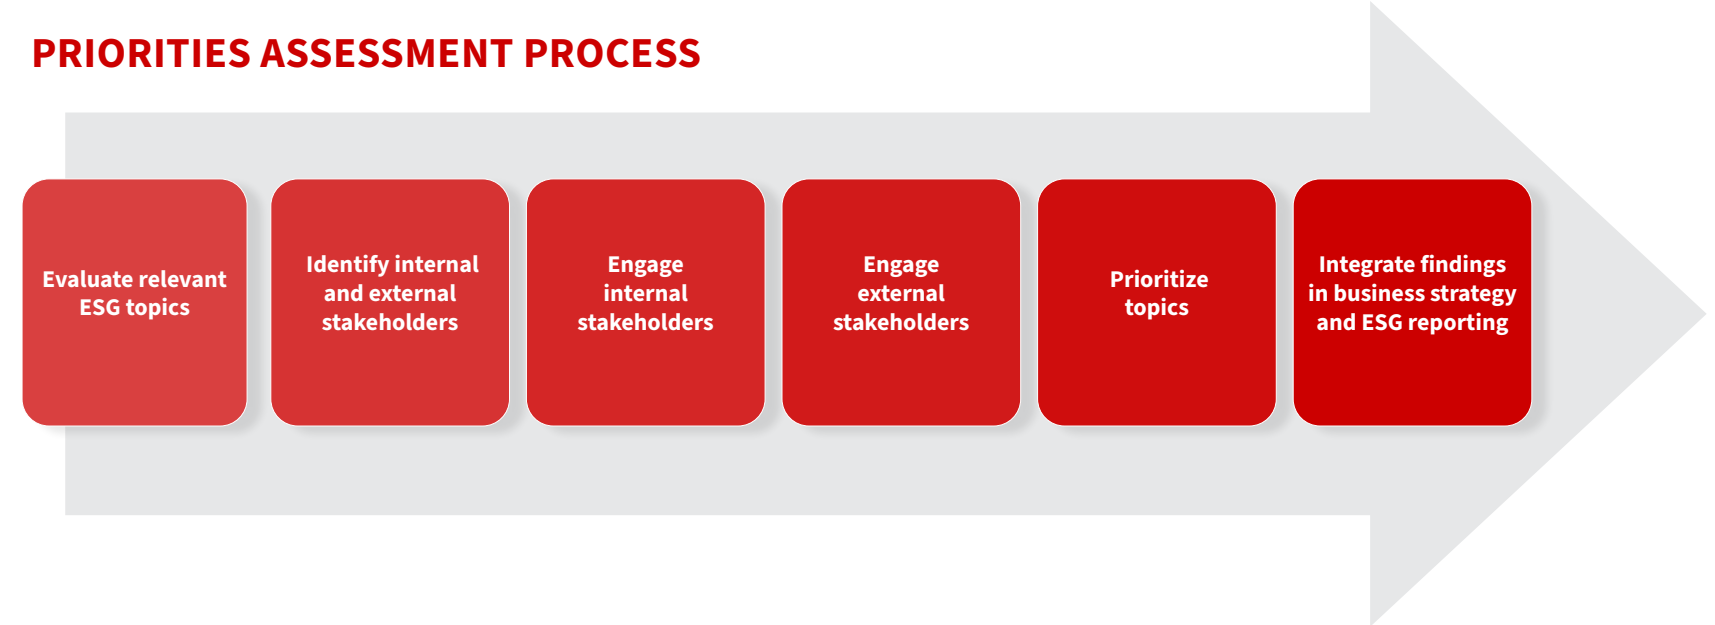 PRIORITIES ASSESSMENT PROCESS
Evaluate relevant
ESG topics
Identify internal
and external
stakeholders
Engage
internal
stakeholders
Engage
external
stakeholders
Prioritize
topics
Integrate findings
in business strategy
and ESG reporting